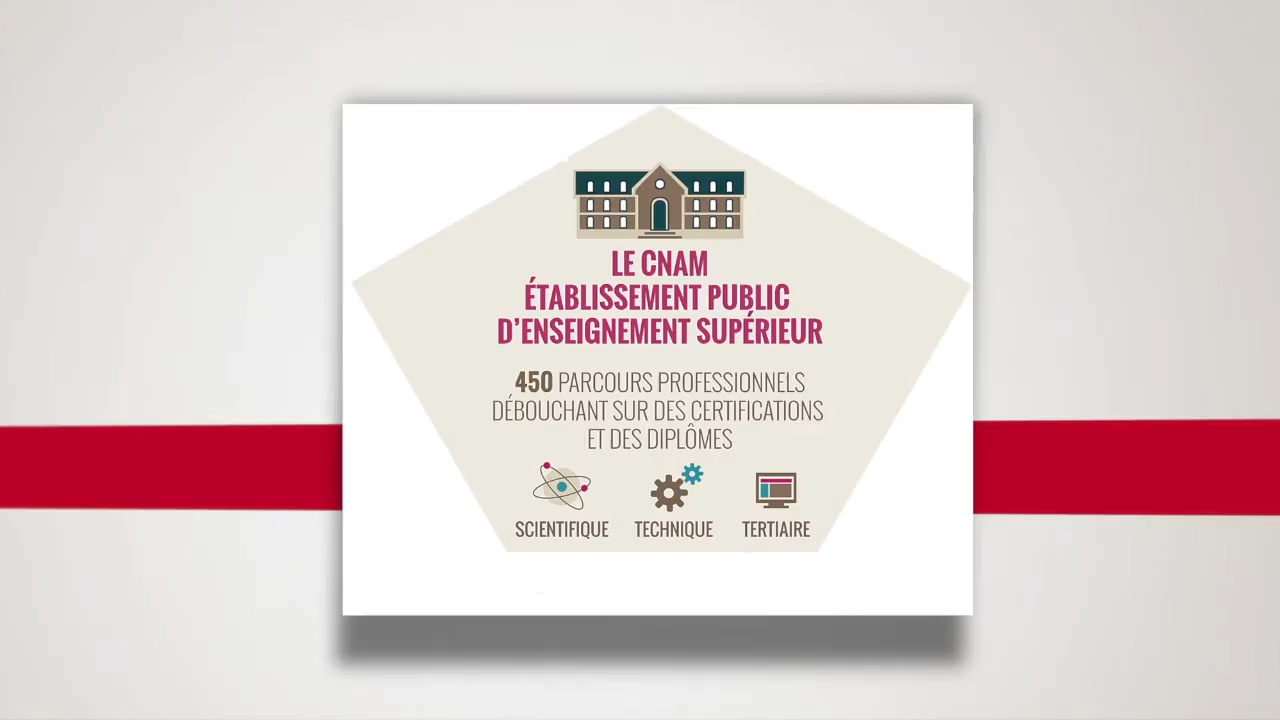 LE CNAM
ÉTABLISSEMENT PUBLIC
D'ENSEIGNEMENT SUPÉRIEUR
450 PARCOURS PROFESSIONNELS
DÉBOUCHANT SUR DES CERTIFICATIONS
ET DES DIPLÔMES
SCIENTIFIQUE TECHNIQUE TERTIAIRE